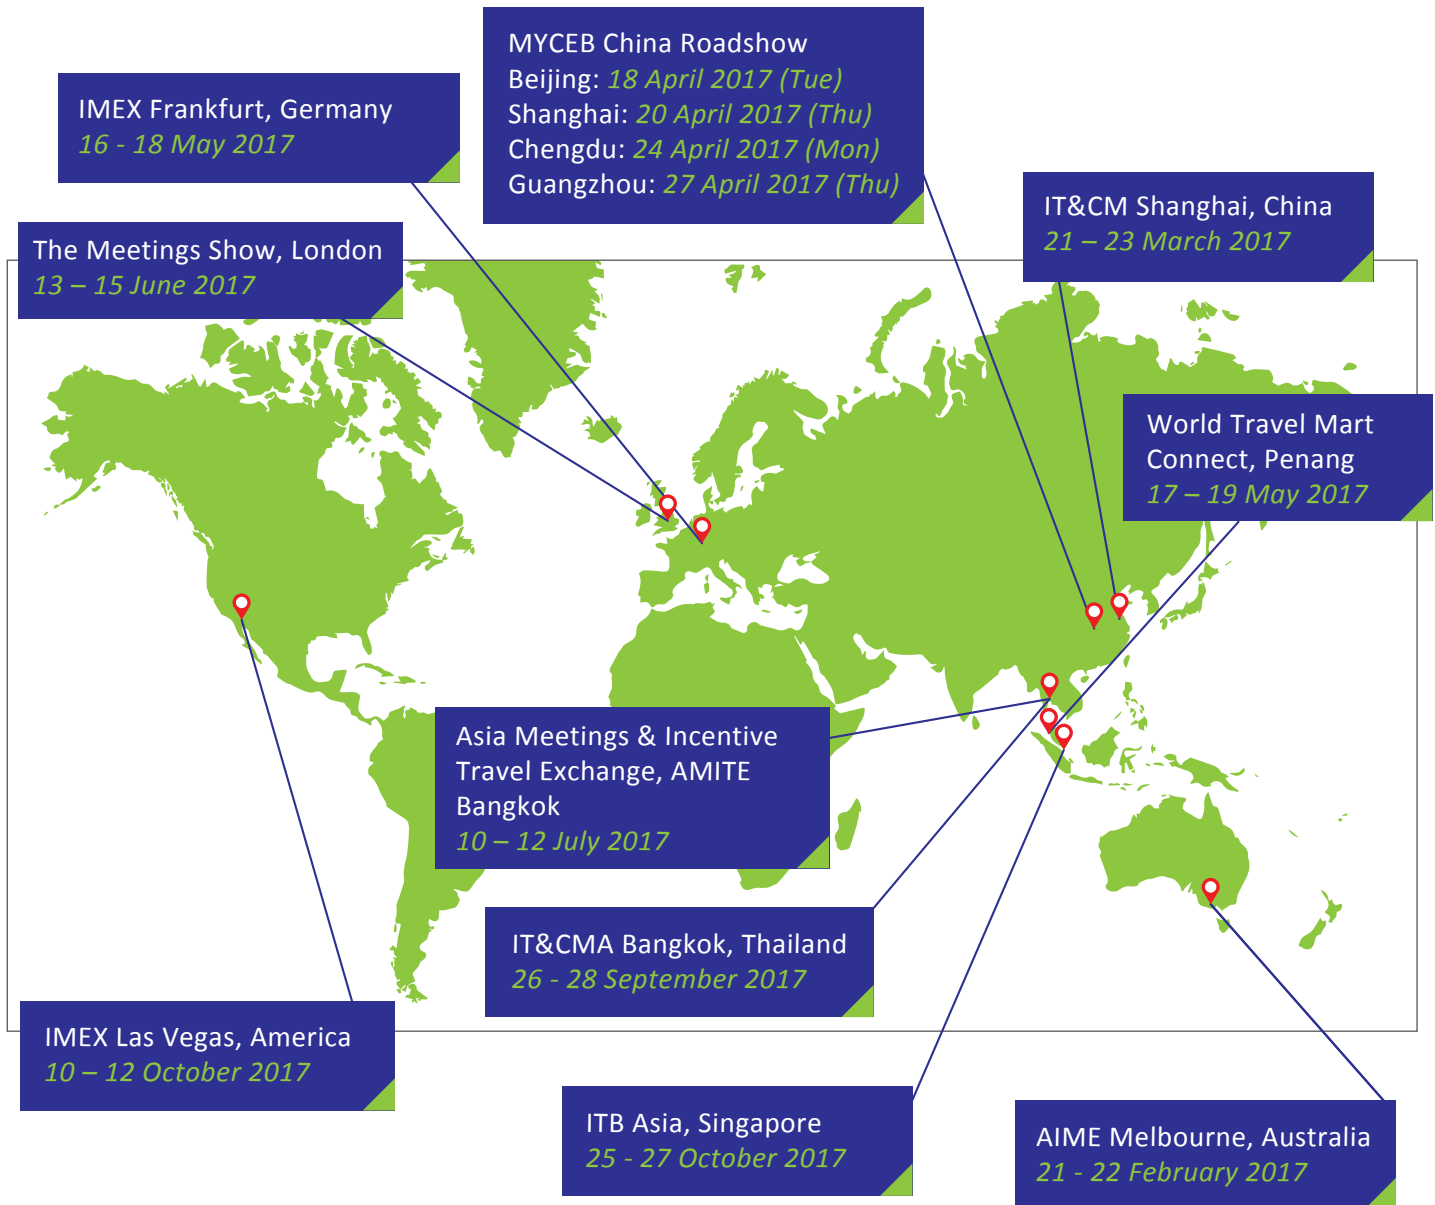 MYCEB China Roadshow
Beijing: 18 April 2017 (Tue)
Shanghai: 20 April 2017 (Thu)
Chengdu: 24 April 2017 (Mon)
Guangzhou: 27 April 2017 (Thu)
IMEX Frankfurt, Germany
16 - 18 May 2017
IT&CM Shanghai, China
21 – 23 March 2017
The Meetings Show, London
13 – 15 June 2017
World Travel Mart
Connect, Penang
17 – 19 May 2017
Asia Meetings & Incentive
Travel Exchange, AMITE
Bangkok
10 – 12 July 2017
IT&CMA Bangkok, Thailand
26 - 28 September 2017
IMEX Las Vegas, America
10 – 12 October 2017
ITB Asia, Singapore
25 - 27 October 2017
AIME Melbourne, Australia
21 - 22 February 2017